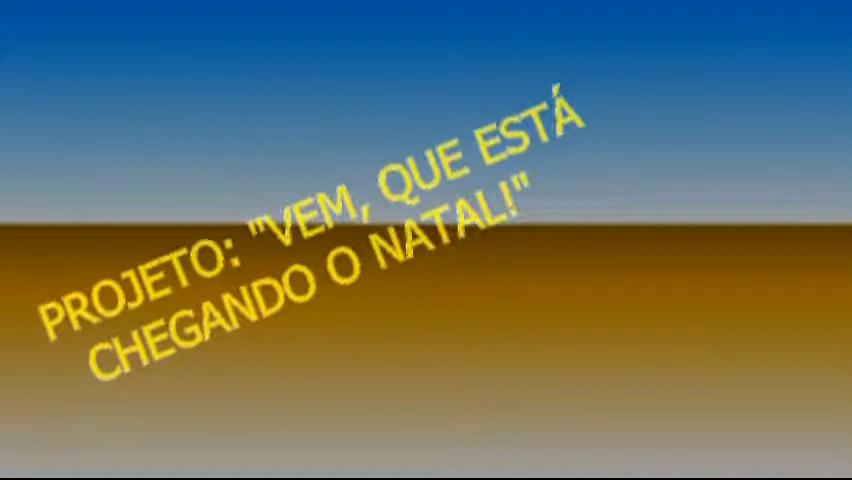 PROJETO: "VEM, QUE ESTÁ
CHEGANDO O NATAL!"